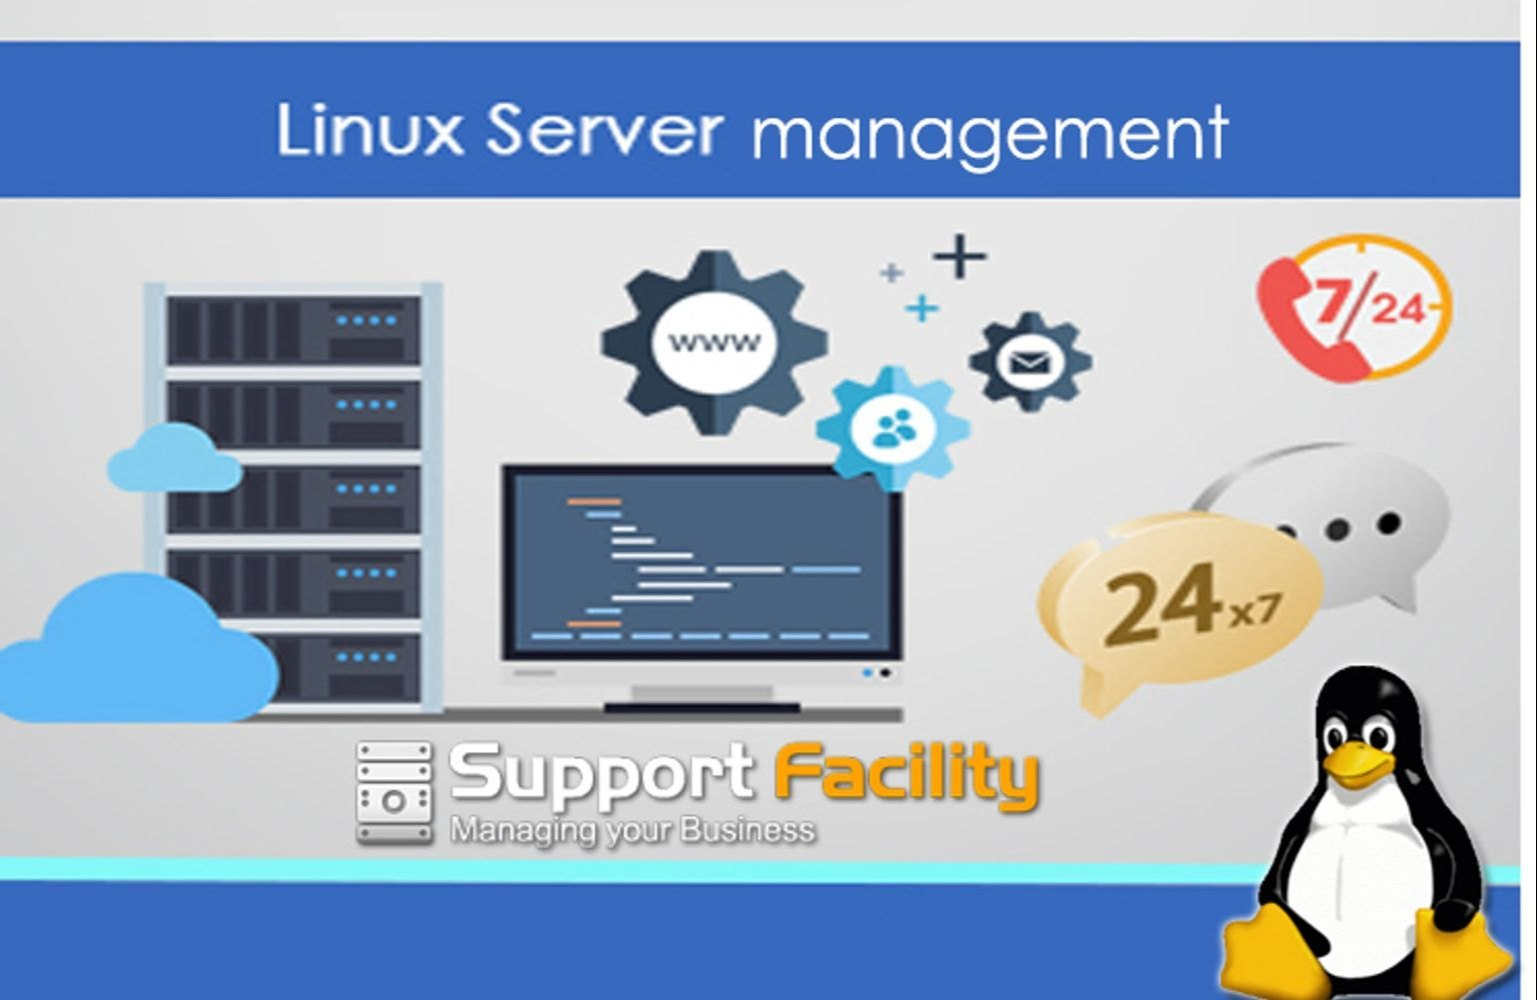 Linux Server management
www
7/24
24x7
Support Facility
Managing your Business